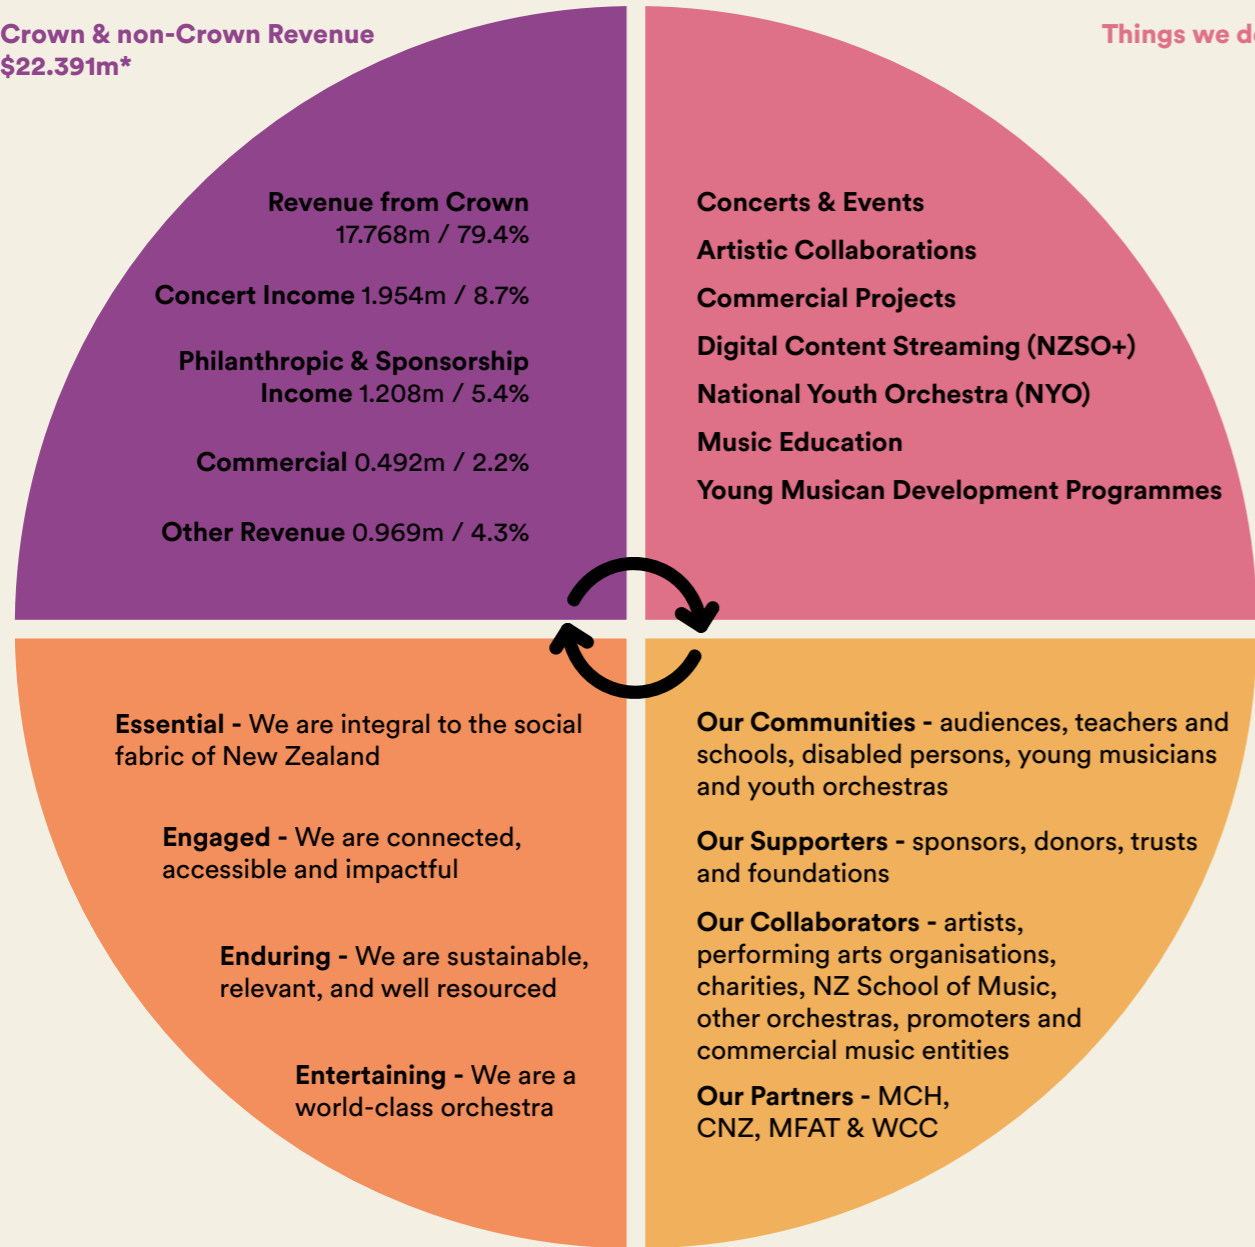 Crown & non-Crown Revenue
$22.391m*
Things we do
Revenue from Crown
17.768m / 79.4%
Concert Income 1.954m / 8.7%
Philanthropic & Sponsorship
Income 1.208m / 5.4%
Commercial 0.492m / 2.2%
Other Revenue 0.969m / 4.3%
Concerts & Events
Artistic Collaborations
Commercial Projects
Digital Content Streaming (NZSO+)
National Youth Orchestra (NYO)
Music Education
Young Musican Development Programmes
Essential - We are integral to the social
fabric of New Zealand
Engaged - We are connected,
accessible and impactful
Enduring - We are sustainable,
relevant, and well resourced
Entertaining - We are a
world-class orchestra
Our Communities - audiences, teachers and
schools, disabled persons, young musicians
and youth orchestras
Our Supporters - sponsors, donors, trusts
and foundations
Our Collaborators - artists,
performing arts organisations,
charities, NZ School of Music,
other orchestras, promoters and
commercial music entities
Our Partners - MCH,
CNZ, MFAT & WCC